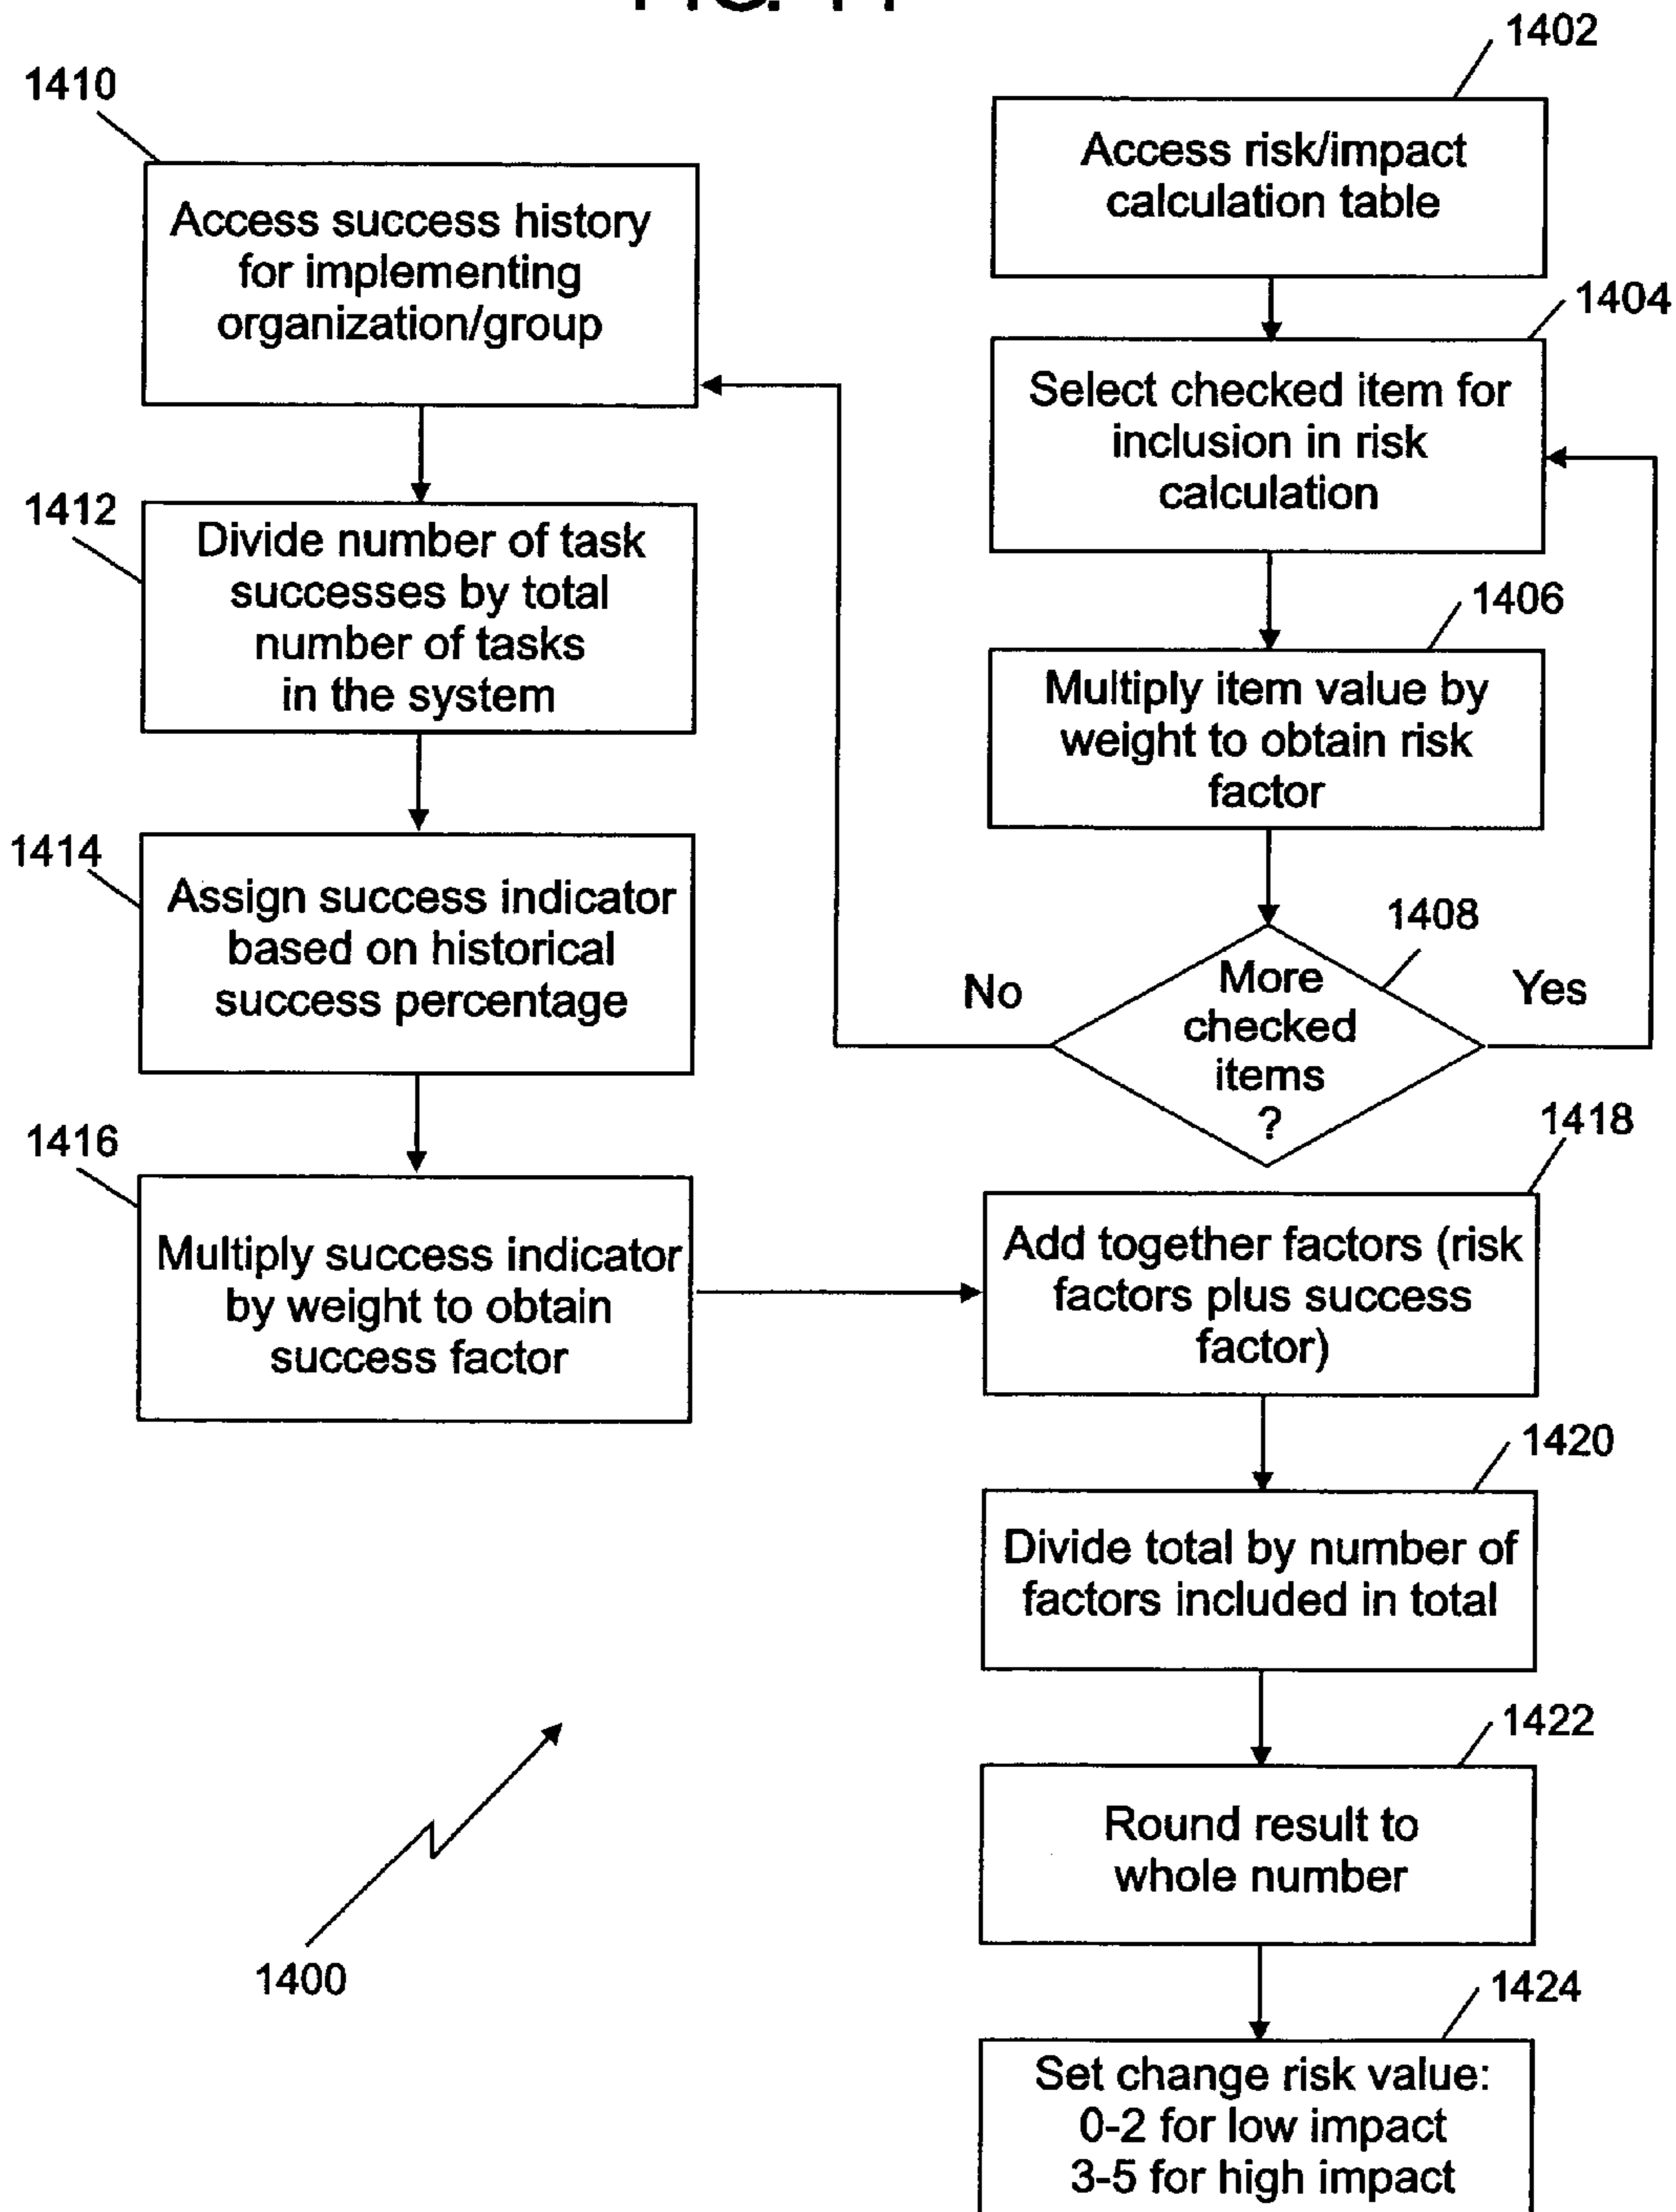 1402
Access risk/impact
calculation table
1404
Select checked item for
inclusion in risk
calculation
1406
Multiply item value by
weight to obtain risk
factor
1408
More
checked
items
?
No
Yes
1410
Access success history
for implementing
organization/group
1412
Divide number of task
successes by total
number of tasks
in the system
1414
Assign success indicator
based on historical
success percentage
1416
Multiply success indicator
by weight to obtain
success factor
1418
Add together factors (risk
factors plus success
factor)
1420
Divide total by number of
factors included in total
1422
Round result to
whole number
1424
Set change risk value:
0-2 for low impact
3-5 for high impact
1400